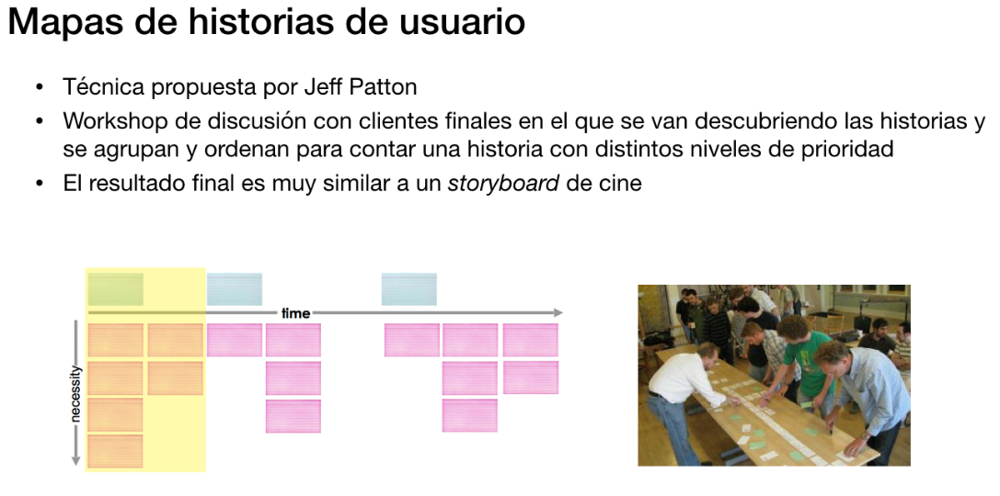 Mapas de historias de usuario
• Técnica propuesta por Jeff Patton
• Workshop de discusión con clientes finales en el que se van descubriendo las historias y
se agrupan y ordenan para contar una historia con distintos niveles de prioridad
• El resultado final es muy similar a un storyboard de cine
time
necessity